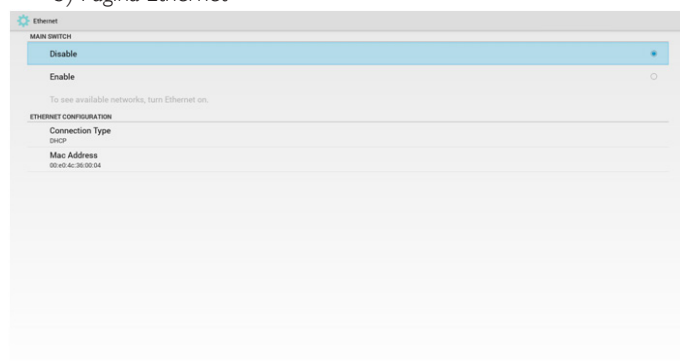 Pagina Ethernet
Ethernet
MAIN SWITCH
Disable
Enable
To see available networks, turn Ethernet on.
ETHERNET CONFIGURATION
Connection Type
DHCP
Mac Address
00:e0:4c:36:00:04